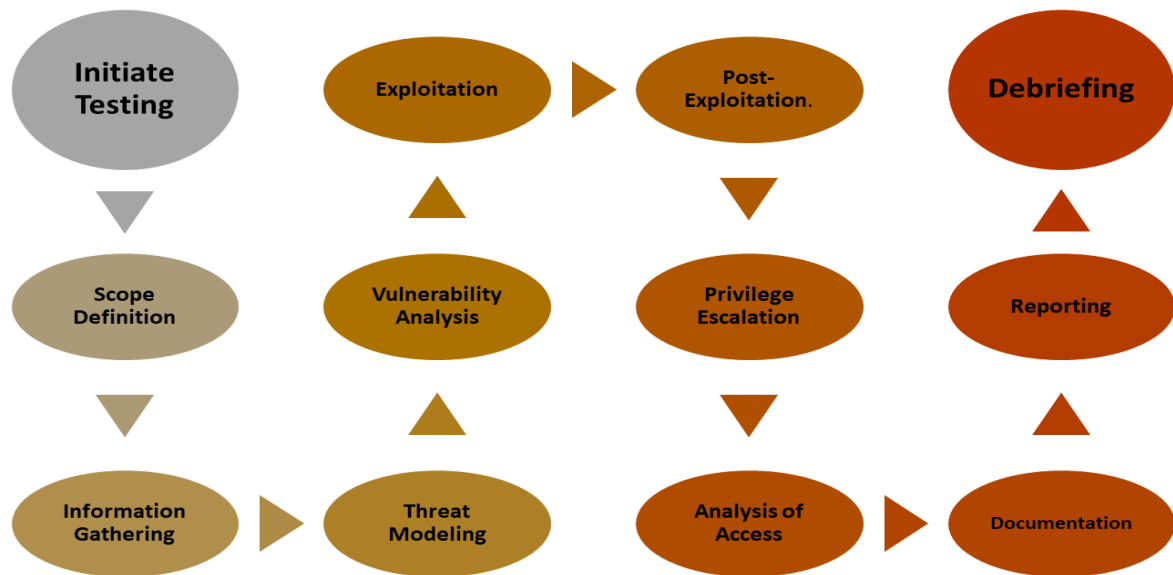 Initiate
Testing
Scope
Definition
Information
Gathering
Threat
Modeling
Vulnerability
Analysis
Exploitation
Post-
Exploitation.
Privilege
Escalation
Analysis of
Access
Documentation
Reporting
Debriefing